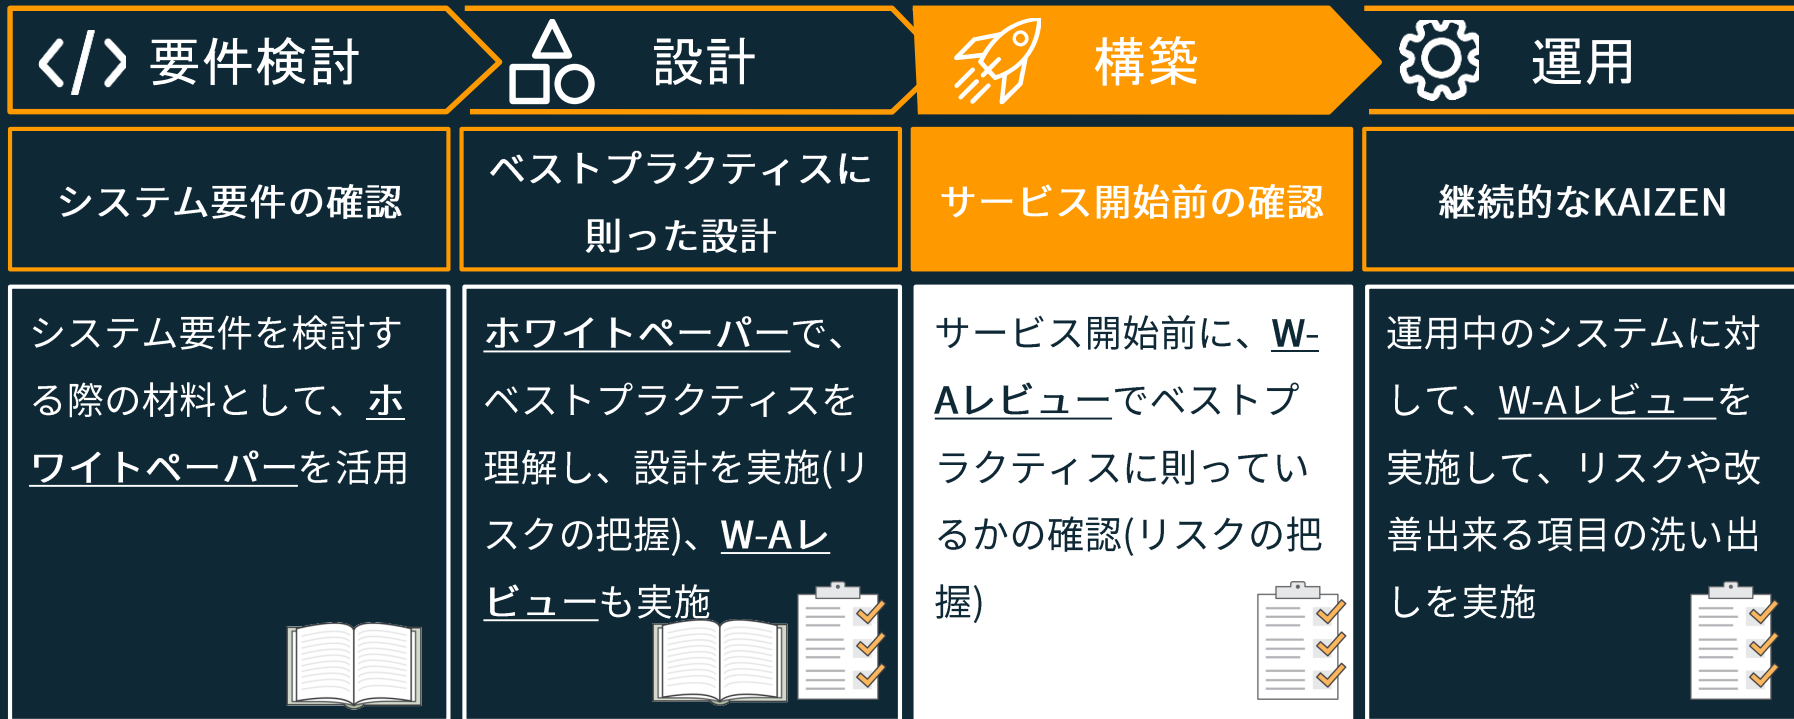 要件検討
設計
構築
運用
システム要件の確認
ベストプラクティスに
則った設計
サービス開始前の確認
継続的なKAIZEN
システム要件を検討す
る際の材料として、ホ
ワイトペーパーを活用
ホワイトペーパーで、
ベストプラクティスを
理解し、設計を実施(リ
スクの把握)、W-Aレ
ビューも実施
サービス開始前に、W-
Aレビューでベストプ
ラクティスに則ってい
るかの確認(リスクの把
握)
運用中のシステムに対
して、W-Aレビューを
実施して、リスクや改
善出来る項目の洗い出
しを実施